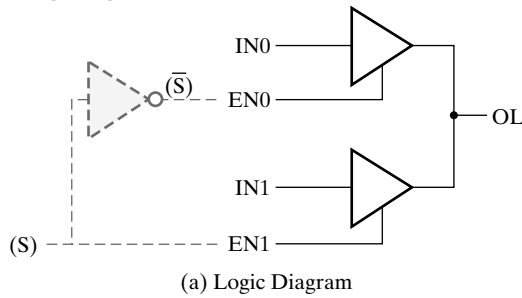 IN0
(S̅)
EN0
OL
IN1
(S)
EN1
(a) Logic Diagram